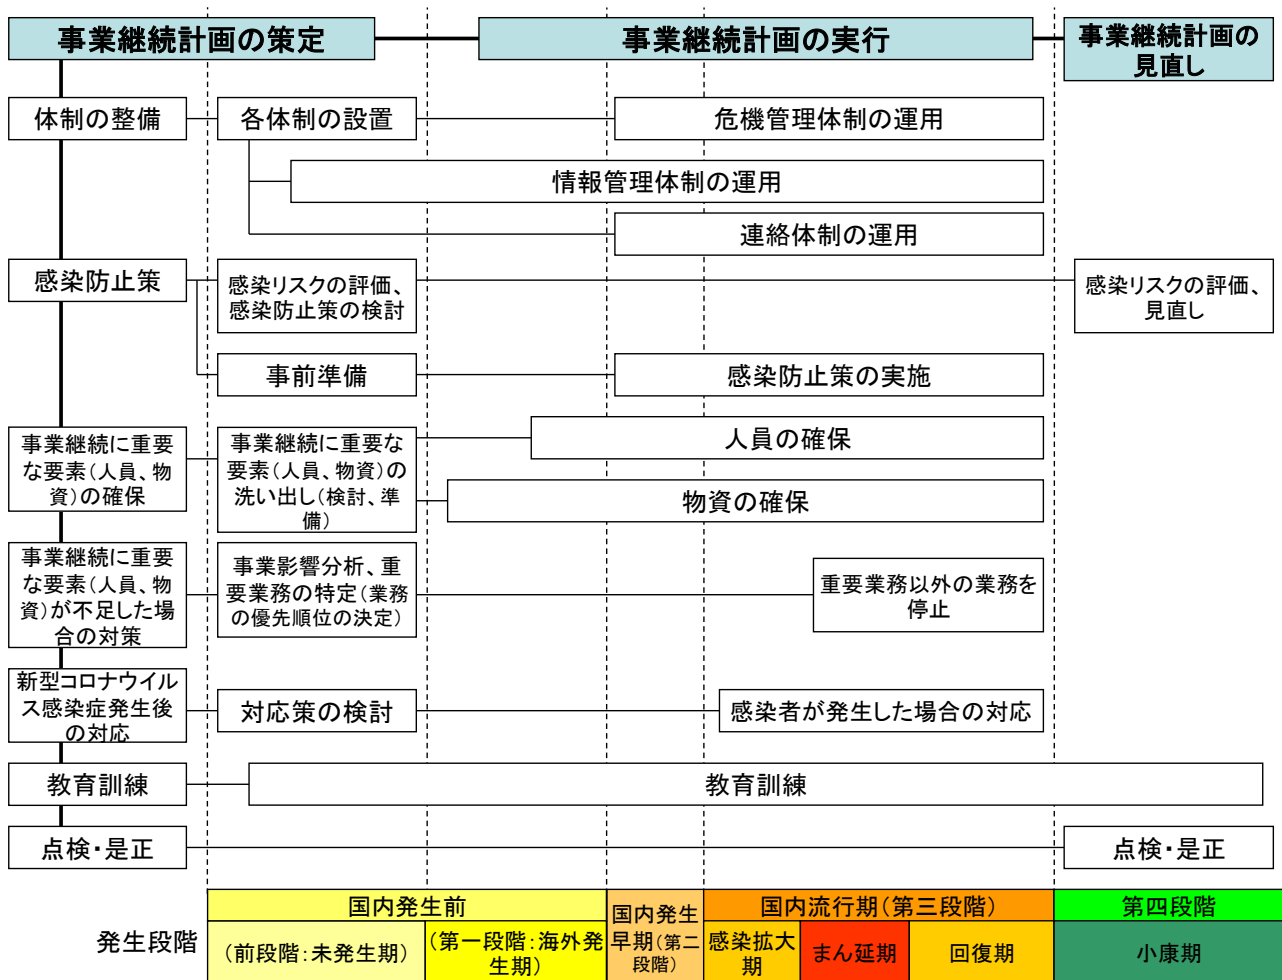 事業継続計画の策定
事業継続計画の実行
事業継続計画の
見直し
体制の整備
各体制の設置
危機管理体制の運用
情報管理体制の運用
連絡体制の運用
感染防止策
感染リスクの評価、
感染防止策の検討
感染リスクの評価、
見直し
事前準備
感染防止策の実施
事業継続に重要
な要素(人員、物
資)の確保
事業継続に重要な
要素(人員、物資)の
洗い出し(検討、準
備)
人員の確保
物資の確保
事業継続に重要
な要素(人員、物
資)が不足した場
合の対策
事業影響分析、重
要業務の特定(業務
の優先順位の決定)
重要業務以外の業務を
停止
新型コロナウイル
ス感染症発生後
の対応
対応策の検討
感染者が発生した場合の対応
教育訓練
教育訓練
点検・是正
点検・是正
発生段階
国内発生前
(前段階:未発生期)
(第一段階:海外発
生期)
国内発生
早期(第二
段階)
国内流行期(第三段階)
感染拡大
期
まん延期
回復期
第四段階
小康期